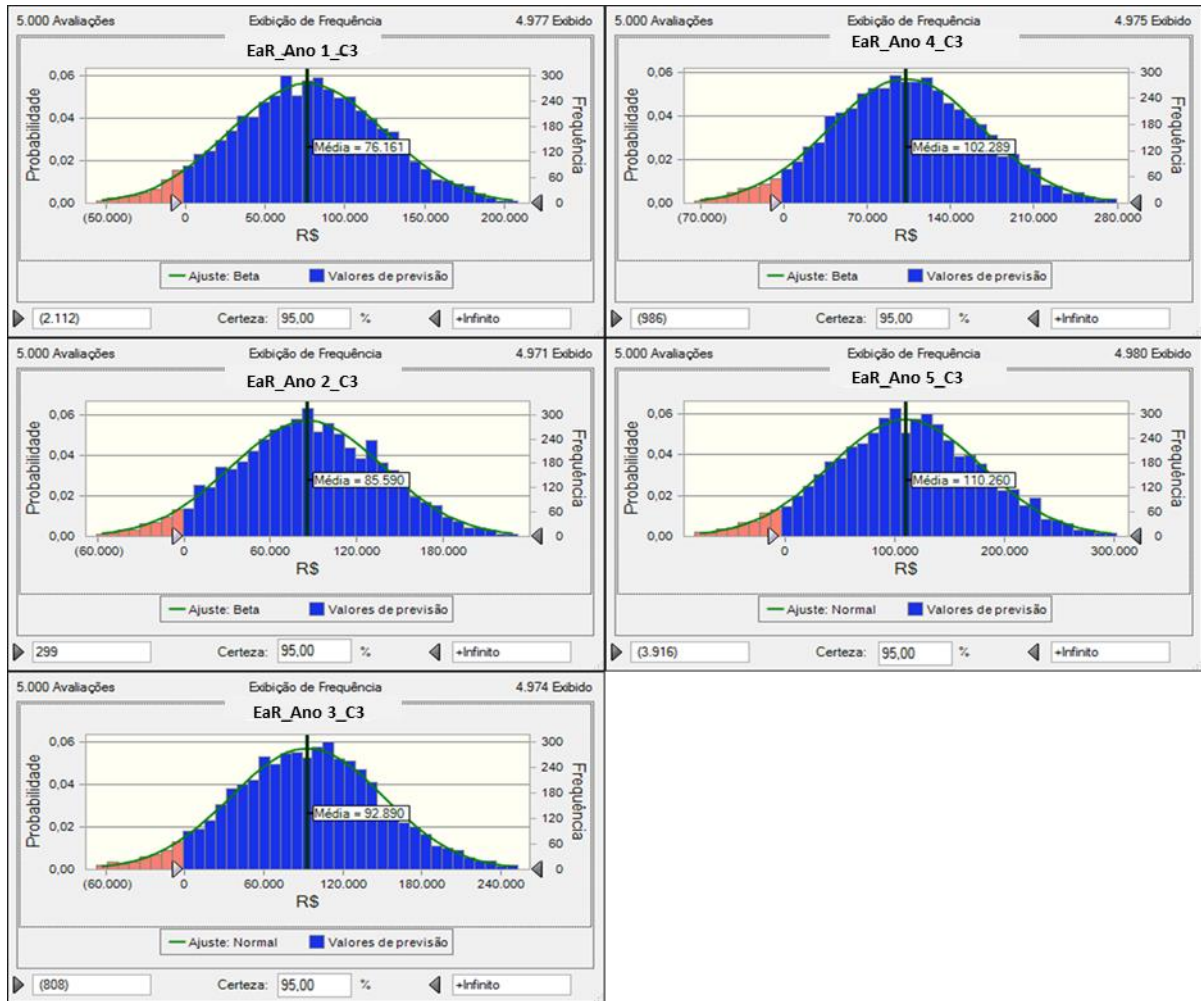 5.000 Avaliações Exibição de Frequência 4.977 Exibido
EaR_Ano 1_C3
Probabilidade
0,06
0,04
0,02
0,00
Média = 76.161
300
240
180
120
60
0
Frequência
(50.000) 0 50.000 100.000 150.000 200.000
R$
Ajuste: Beta Valores de previsão
(2.112) Certeza: 95,00 % +Infinito
5.000 Avaliações Exibição de Frequência 4.975 Exibido
EaR_Ano 4_C3
Probabilidade
0,06
0,04
0,02
0,00
Média = 102.289
300
240
180
120
60
0
Frequência
(70.000) 0 70.000 140.000 210.000 280.000
R$
Ajuste: Beta Valores de previsão
(986) Certeza: 95,00 % +Infinito
5.000 Avaliações Exibição de Frequência 4.971 Exibido
EaR_Ano 2_C3
Probabilidade
0,06
0,04
0,02
0,00
Média = 85.590
300
240
180
120
60
0
Frequência
(60.000) 0 60.000 120.000 180.000
R$
Ajuste: Beta Valores de previsão
299 Certeza: 95,00 % +Infinito
5.000 Avaliações Exibição de Frequência 4.980 Exibido
EaR_Ano 5_C3
Probabilidade
0,06
0,04
0,02
0,00
Média = 110.260
300
240
180
120
60
0
Frequência
0 100.000 200.000 300.000
R$
Ajuste: Normal Valores de previsão
(3.916) Certeza: 95,00 % +Infinito
5.000 Avaliações Exibição de Frequência 4.974 Exibido
EaR_Ano 3_C3
Probabilidade
0,06
0,04
0,02
0,00
Média = 92.890
300
240
180
120
60
0
Frequência
(60.000) 0 60.000 120.000 180.000 240.000
R$
Ajuste: Normal Valores de previsão
(808) Certeza: 95,00 % +Infinito